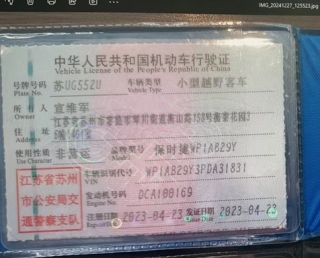 IMG_20241227_125523.jpg
中华人民共和国机动车行驶证
Vehicle License of the People's Republic of China
号牌号码 苏UG552U 车辆类型 小型越野客车
Plate No. Vehicle Type
所有人 宣维军
Owner
住址
Address
使用性质 非营运 品牌型号 保时捷WP1AB29Y
Use Character
江苏省苏州
市公安局交
通警察支队
车辆识别代号 WP1AB29Y3PDA31831
VIN
发动机号码 DCA100169
Engine No.
注册日期 2023-04-23 发证日期 2023-04-23
Issue Date